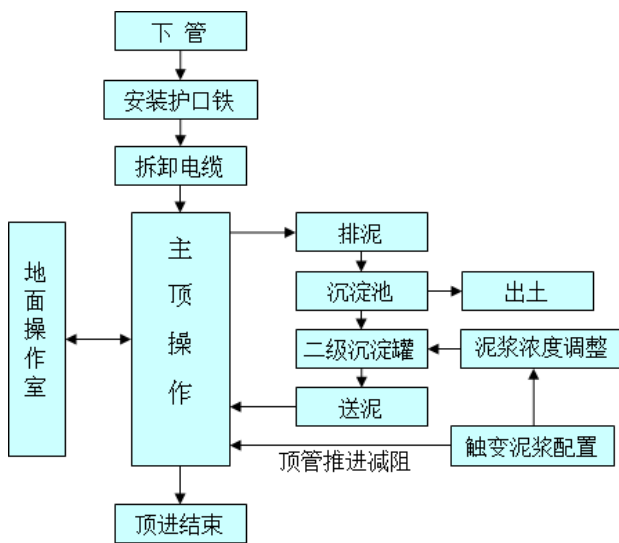 下 管
安装护口铁
拆卸电缆
地面操作室
主顶操作
排泥
沉淀池
出土
二级沉淀罐
泥浆浓度调整
送泥
触变泥浆配置
顶管推进减阻
顶进结束